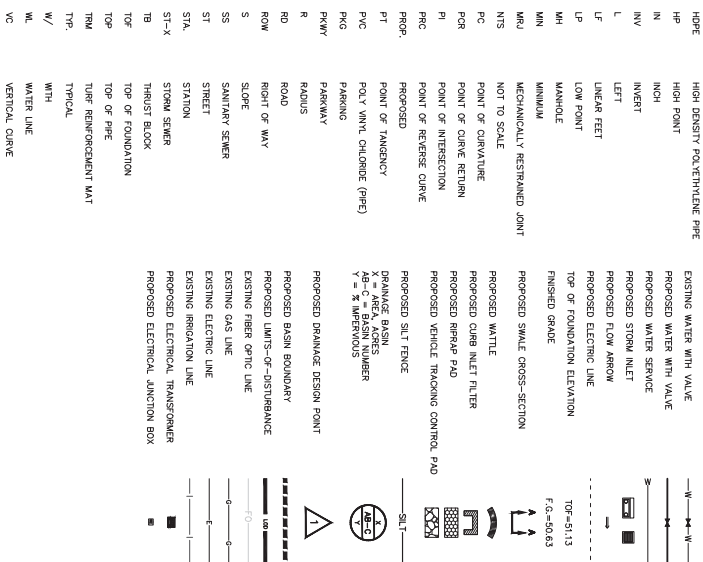 HDPE HIGH DENSITY POLYETHYLENE PIPE
HP HIGH POINT
IN INCH
INV INVERT
L LEFT
LF LINEAR FEET
LP LOW POINT
MH MANHOLE
MIN MINIMUM
MRJ MECHANICALLY RESTRAINED JOINT
NTS NOT TO SCALE
PC POINT OF CURVATURE
PCR POINT OF CURVE RETURN
PI POINT OF INTERSECTION
PRC POINT OF REVERSE CURVE
PROP. PROPOSED
PT POINT OF TANGENCY
PVC POLY VINYL CHLORIDE (PIPE)
PKG PARKING
PKWY PARKWAY
R RADIUS
RD ROAD
ROW RIGHT OF WAY
S SLOPE
SS SANITARY SEWER
ST STREET
STA. STATION
ST-X STORM SEWER
TB THRUST BLOCK
TOF TOP OF FOUNDATION
TOP TOP OF PIPE
TRM TURF REINFORCEMENT MAT
TYP. TYPICAL
W/ WITH
WL WATER LINE
VC VERTICAL CURVE
EXISTING WATER WITH VALVE W W
PROPOSED WATER WITH VALVE
PROPOSED WATER SERVICE W
PROPOSED STORM INLET
PROPOSED FLOW ARROW
PROPOSED ELECTRIC LINE
TOP OF FOUNDATION ELEVATION TOF=51.13
FINISHED GRADE F.G.=50.63
PROPOSED SWALE CROSS-SECTION A A
PROPOSED WATTLE
PROPOSED CURB INLET FILTER
PROPOSED RIPRAP PAD
PROPOSED VEHICLE TRACKING CONTROL PAD
PROPOSED SILT FENCE SILT
DRAINAGE BASIN
X = AREA, ACRES
AB-C = BASIN NUMBER
Y = % IMPERVIOUS
X
AB-C
Y
PROPOSED DRAINAGE DESIGN POINT 1
PROPOSED BASIN BOUNDARY
PROPOSED LIMITS-OF-DISTURBANCE LOD
EXISTING FIBER OPTIC LINE FO
EXISTING GAS LINE G G
EXISTING ELECTRIC LINE E
EXISTING IRRIGATION LINE I I
PROPOSED ELECTRICAL TRANSFORMER
PROPOSED ELECTRICAL JUNCTION BOX